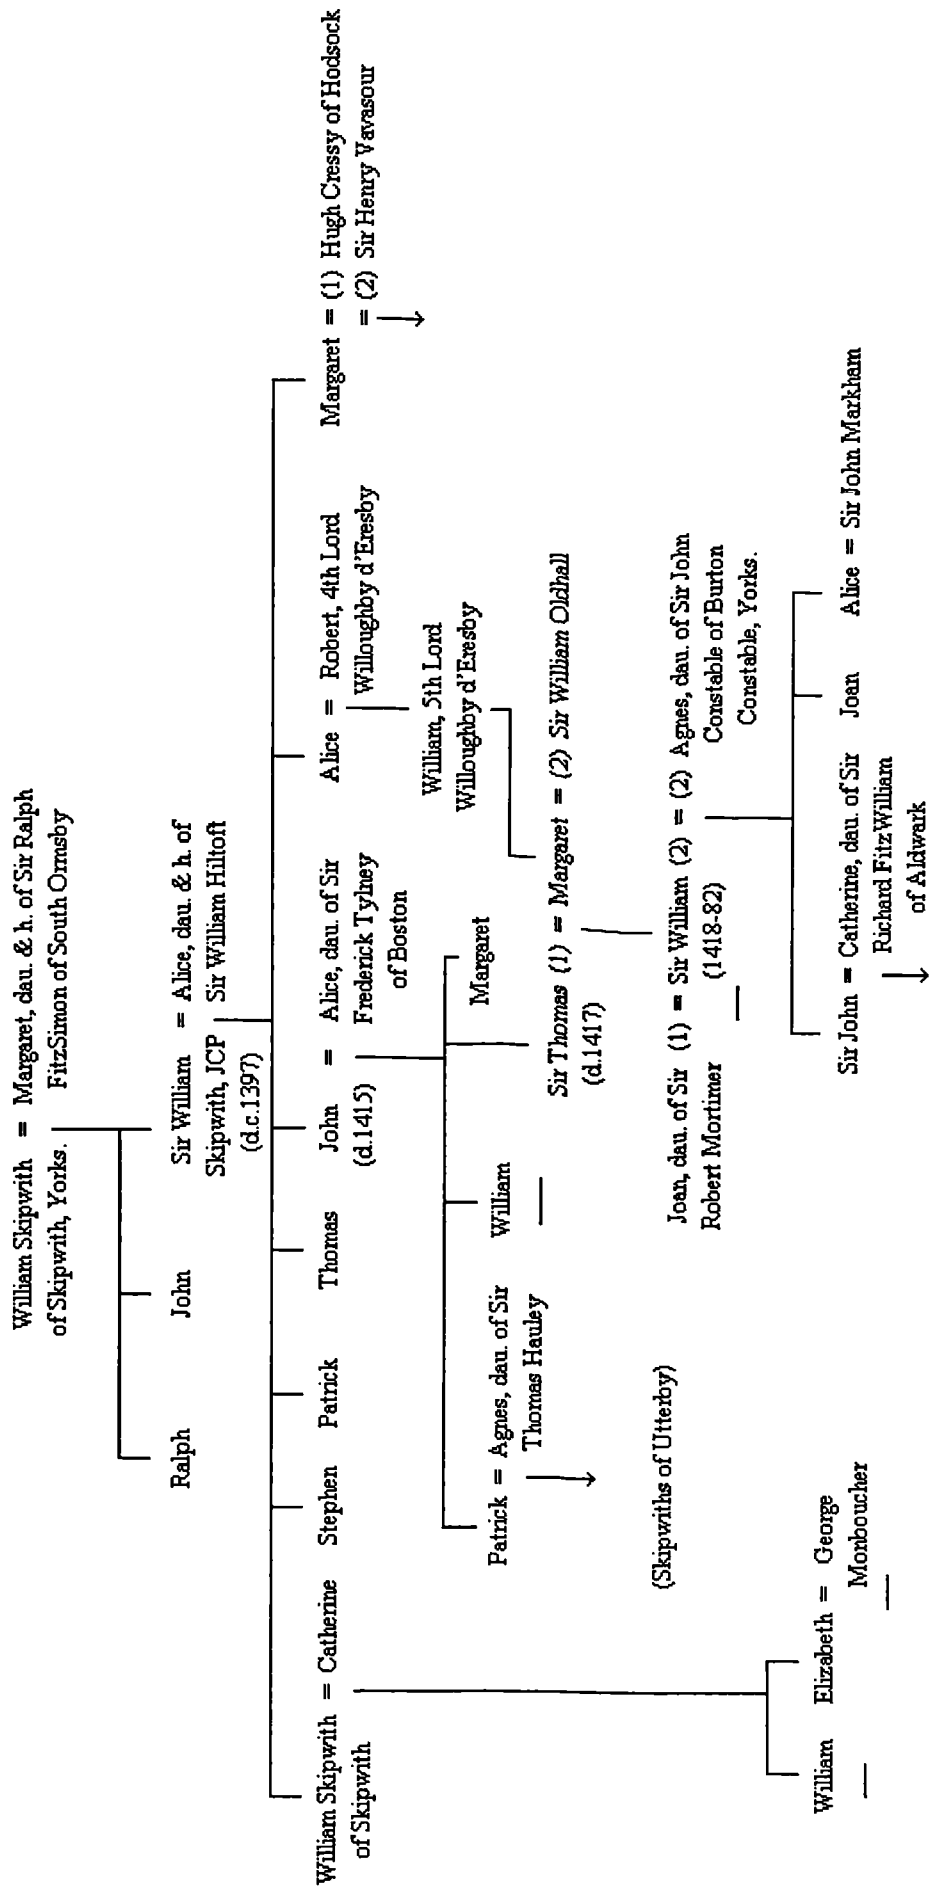 William Skipwith = Margaret, dau. & h. of Sir Ralph
of Skipwith, Yorks. FitzSimon of South Ormsby
Ralph John Sir William = Alice, dau. & h. of
Skipwith, JCP Sir William Hiltoft
(d.c.1397)
William Skipwith = Catherine Stephen Patrick Thomas John = Alice, dau. of Sir Alice = Robert, 4th Lord Margaret = (1) Hugh Cressy of Hodsock
of Skipwith (d.1415) Frederick Tylney Willoughby d'Eresby = (2) Sir Henry Vavasour
of Boston
William, 5th Lord
Willoughby d'Eresby
Patrick = Agnes, dau. of Sir William Margaret
Thomas Hauley
Sir Thomas (1) = Margaret = (2) Sir William Oldhall
(d.1417)
(Skipwiths of Utterby)
Joan, dau. of Sir (1) = Sir William (2) = (2) Agnes, dau. of Sir John
Robert Mortimer (1418-82) Constable of Burton
Constable, Yorks.
William Elizabeth = George
Monboucher
Sir John = Catherine, dau. of Sir Joan Alice = Sir John Markham
Richard FitzWilliam
of Aldwark